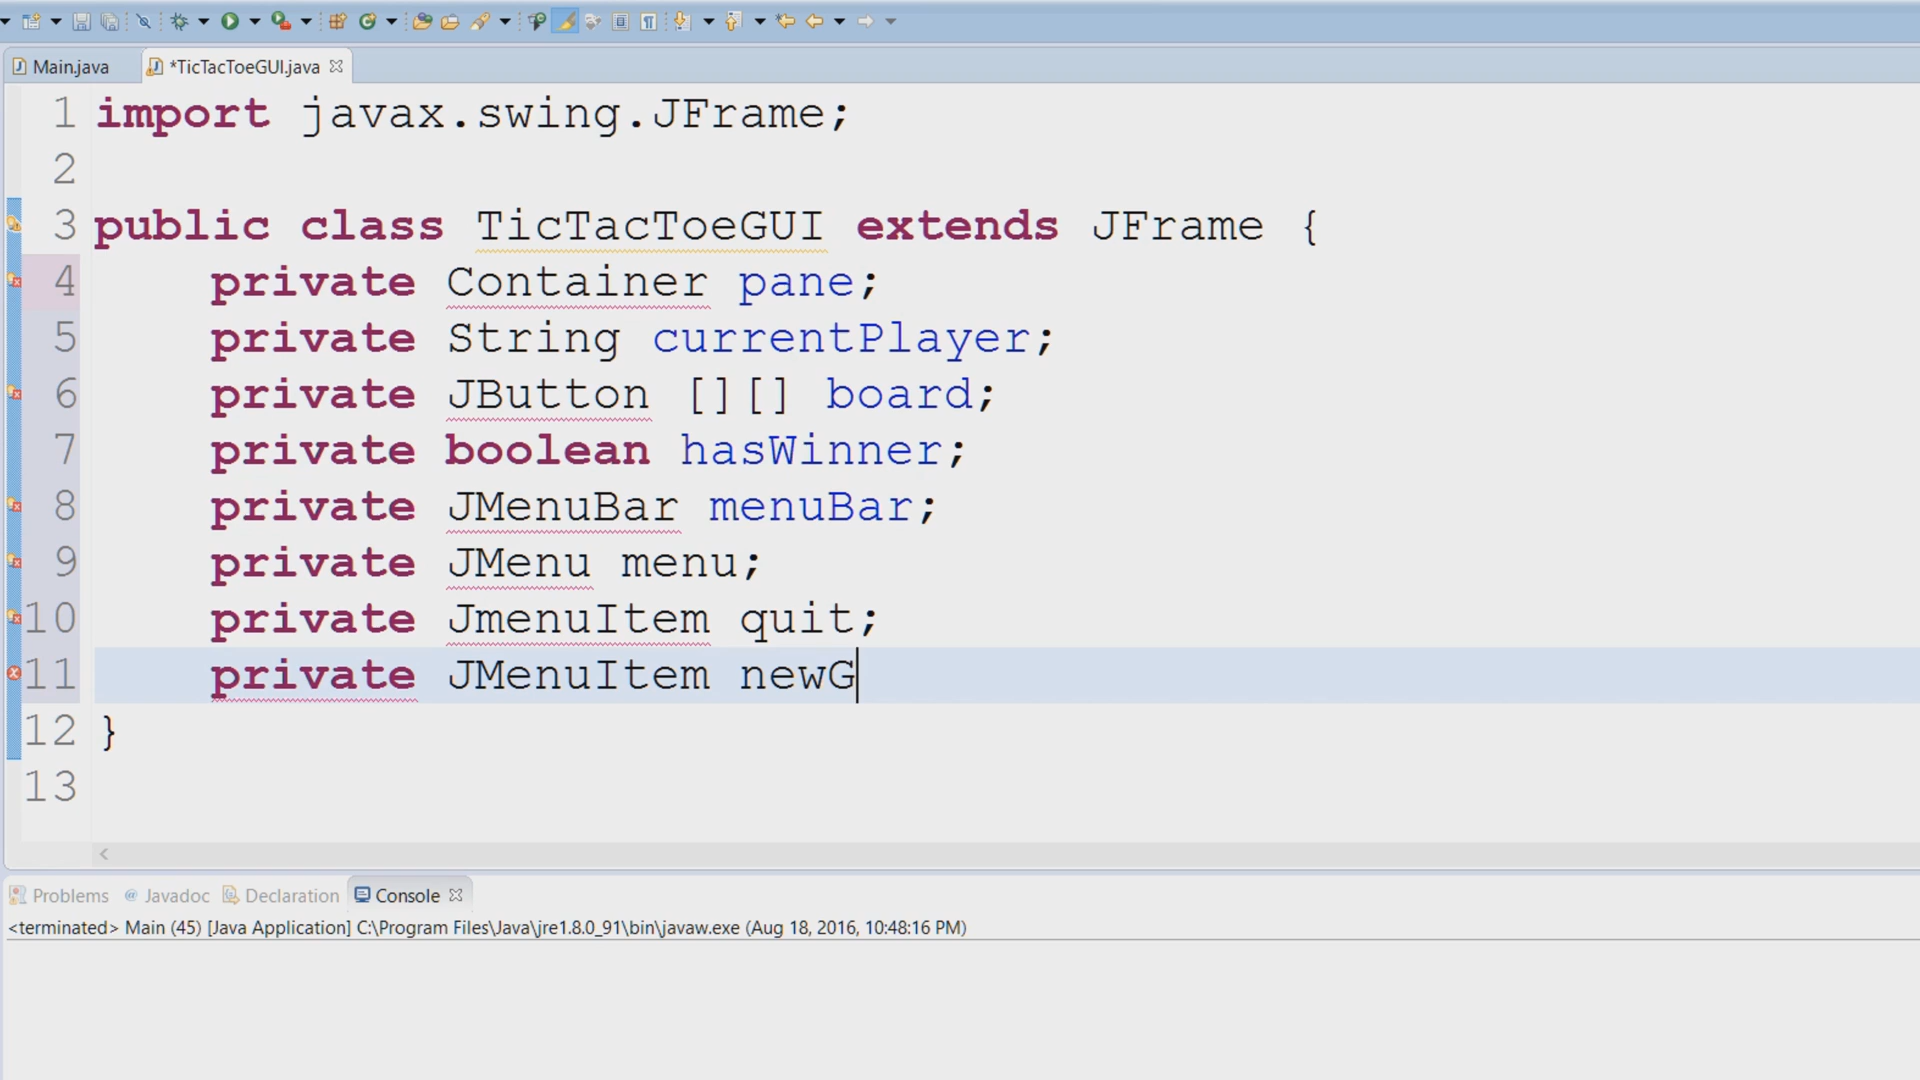 Main.java *TicTacToeGUI.java
1 import javax.swing.JFrame;
2
3 public class TicTacToeGUI extends JFrame {
4 private Container pane;
5 private String currentPlayer;
6 private JButton [][] board;
7 private boolean hasWinner;
8 private JMenuBar menuBar;
9 private JMenu menu;
10 private JmenuItem quit;
11 private JMenuItem newG
12 }
13
Problems @ Javadoc Declaration Console
<terminated> Main (45) [Java Application] C:\Program Files\Java\jre1.8.0_91\bin\javaw.exe (Aug 18, 2016, 10:48:16 PM)